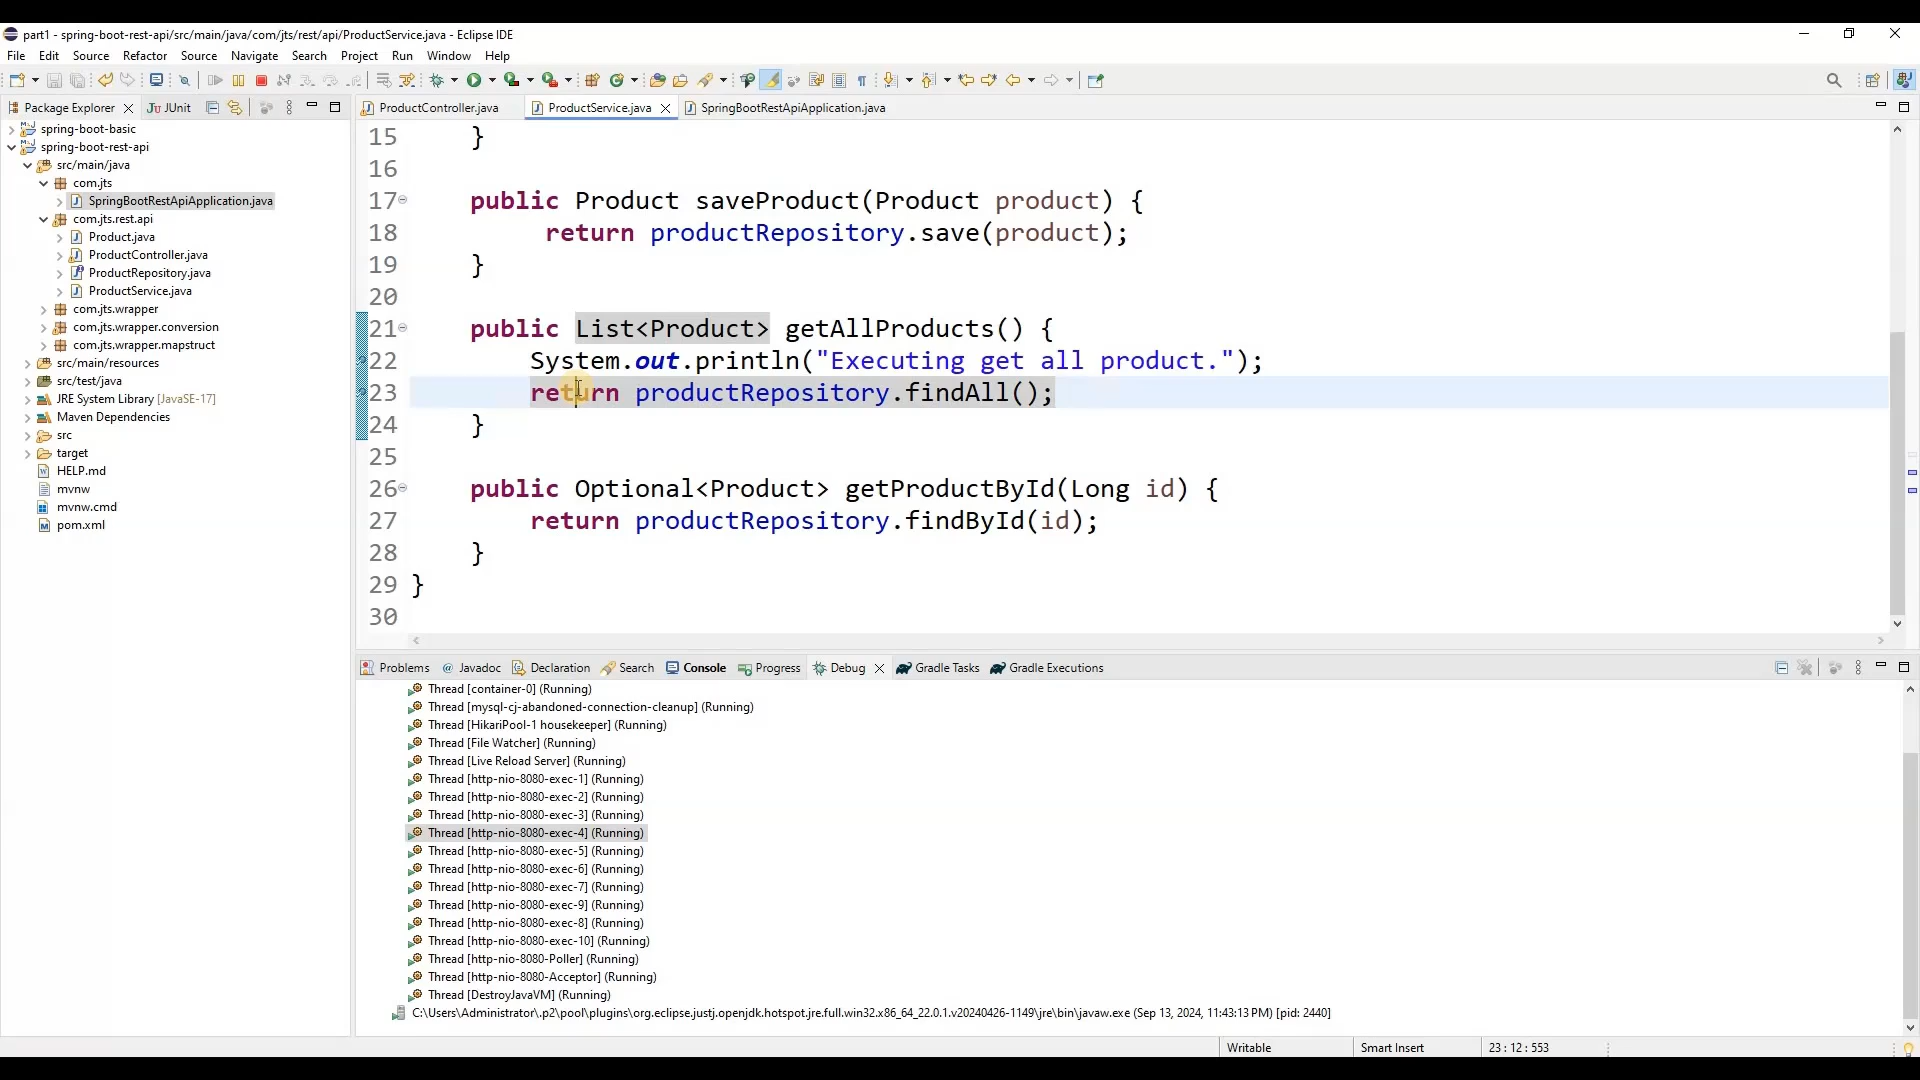 part1 - spring-boot-rest-api/src/main/java/com/jts/rest/api/ProductService.java - Eclipse IDE
File Edit Source Refactor Source Navigate Search Project Run Window Help
Package Explorer JUnit
ProductController.java ProductService.java SpringBootRestApiApplication.java
spring-boot-basic
spring-boot-rest-api
src/main/java
com.jts
SpringBootRestApiApplication.java
com.jts.rest.api
Product.java
ProductController.java
ProductRepository.java
ProductService.java
com.jts.wrapper
com.jts.wrapper.conversion
com.jts.wrapper.mapstruct
src/main/resources
src/test/java
JRE System Library [JavaSE-17]
Maven Dependencies
src
target
HELP.md
mvnw
mvnw.cmd
pom.xml
15 }
16
17 public Product saveProduct(Product product) {
18 return productRepository.save(product);
19 }
20
21 public List<Product> getAllProducts() {
22 System.out.println("Executing get all product.");
23 return productRepository.findAll();
24 }
25
26 public Optional<Product> getProductById(Long id) {
27 return productRepository.findById(id);
28 }
29 }
30
Problems Javadoc Declaration Search Console Progress Debug Gradle Tasks Gradle Executions
Thread [container-0] (Running)
Thread [mysql-cj-abandoned-connection-cleanup] (Running)
Thread [HikariPool-1 housekeeper] (Running)
Thread [File Watcher] (Running)
Thread [Live Reload Server] (Running)
Thread [http-nio-8080-exec-1] (Running)
Thread [http-nio-8080-exec-2] (Running)
Thread [http-nio-8080-exec-3] (Running)
Thread [http-nio-8080-exec-4] (Running)
Thread [http-nio-8080-exec-5] (Running)
Thread [http-nio-8080-exec-6] (Running)
Thread [http-nio-8080-exec-7] (Running)
Thread [http-nio-8080-exec-9] (Running)
Thread [http-nio-8080-exec-8] (Running)
Thread [http-nio-8080-exec-10] (Running)
Thread [http-nio-8080-Poller] (Running)
Thread [http-nio-8080-Acceptor] (Running)
Thread [DestroyJavaVM] (Running)
C:\Users\Administrator\.p2\pool\plugins\org.eclipse.justj.openjdk.hotspot.jre.full.win32.x86_64_22.0.1.v20240426-1149\jre\bin\javaw.exe (Sep 13, 2024, 11:43:13 PM) [pid: 2440]
Writable Smart Insert 23 : 12 : 553